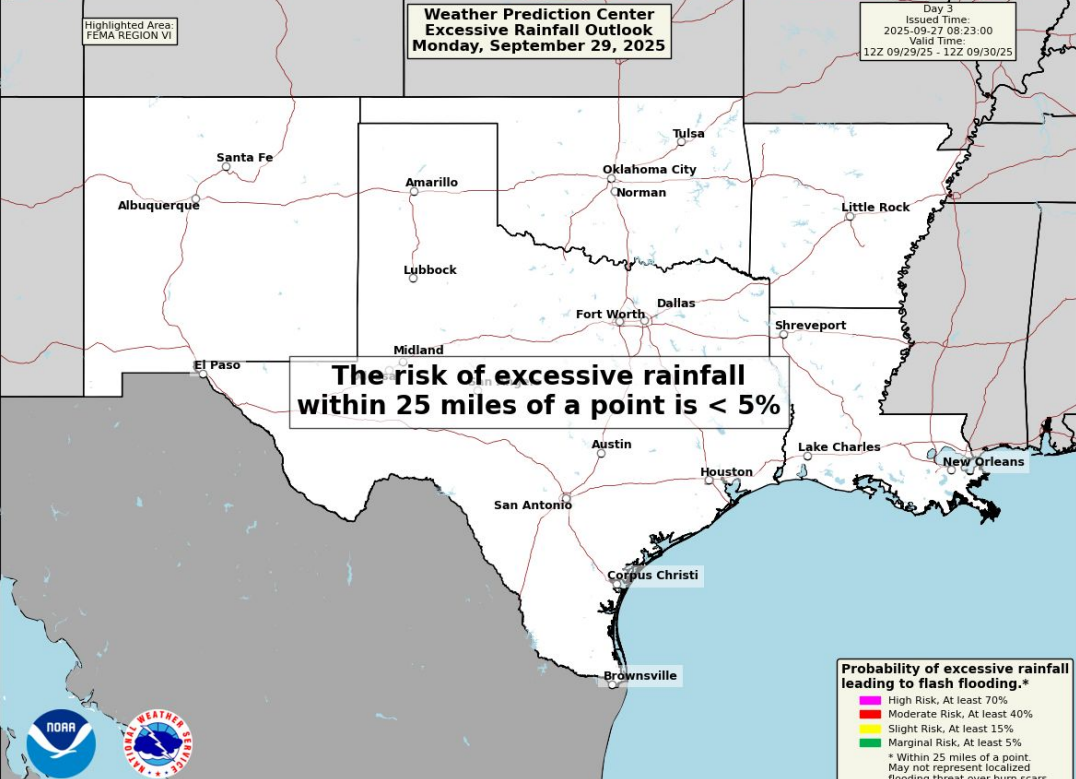 Highlighted Area:
FEMA REGION VI
Weather Prediction Center
Excessive Rainfall Outlook
Monday, September 29, 2025
Day 3
Issued Time:
2025-09-27 08:23:00
Valid Time:
12Z 09/29/25 - 12Z 09/30/25
Tulsa
Santa Fe
Oklahoma City
Amarillo
Norman
Albuquerque
Little Rock
Lubbock
Dallas
Fort Worth
Shreveport
Midland
El Paso
The risk of excessive rainfall
within 25 miles of a point is < 5%
Austin
Lake Charles
New Orleans
Houston
San Antonio
Corpus Christi
Brownsville
Probability of excessive rainfall
leading to flash flooding.*
High Risk, At least 70%
Moderate Risk, At least 40%
Slight Risk, At least 15%
Marginal Risk, At least 5%
* Within 25 miles of a point.
May not represent localized
flooding threat over burn scars
NOAA
NATIONAL WEATHER SERVICE